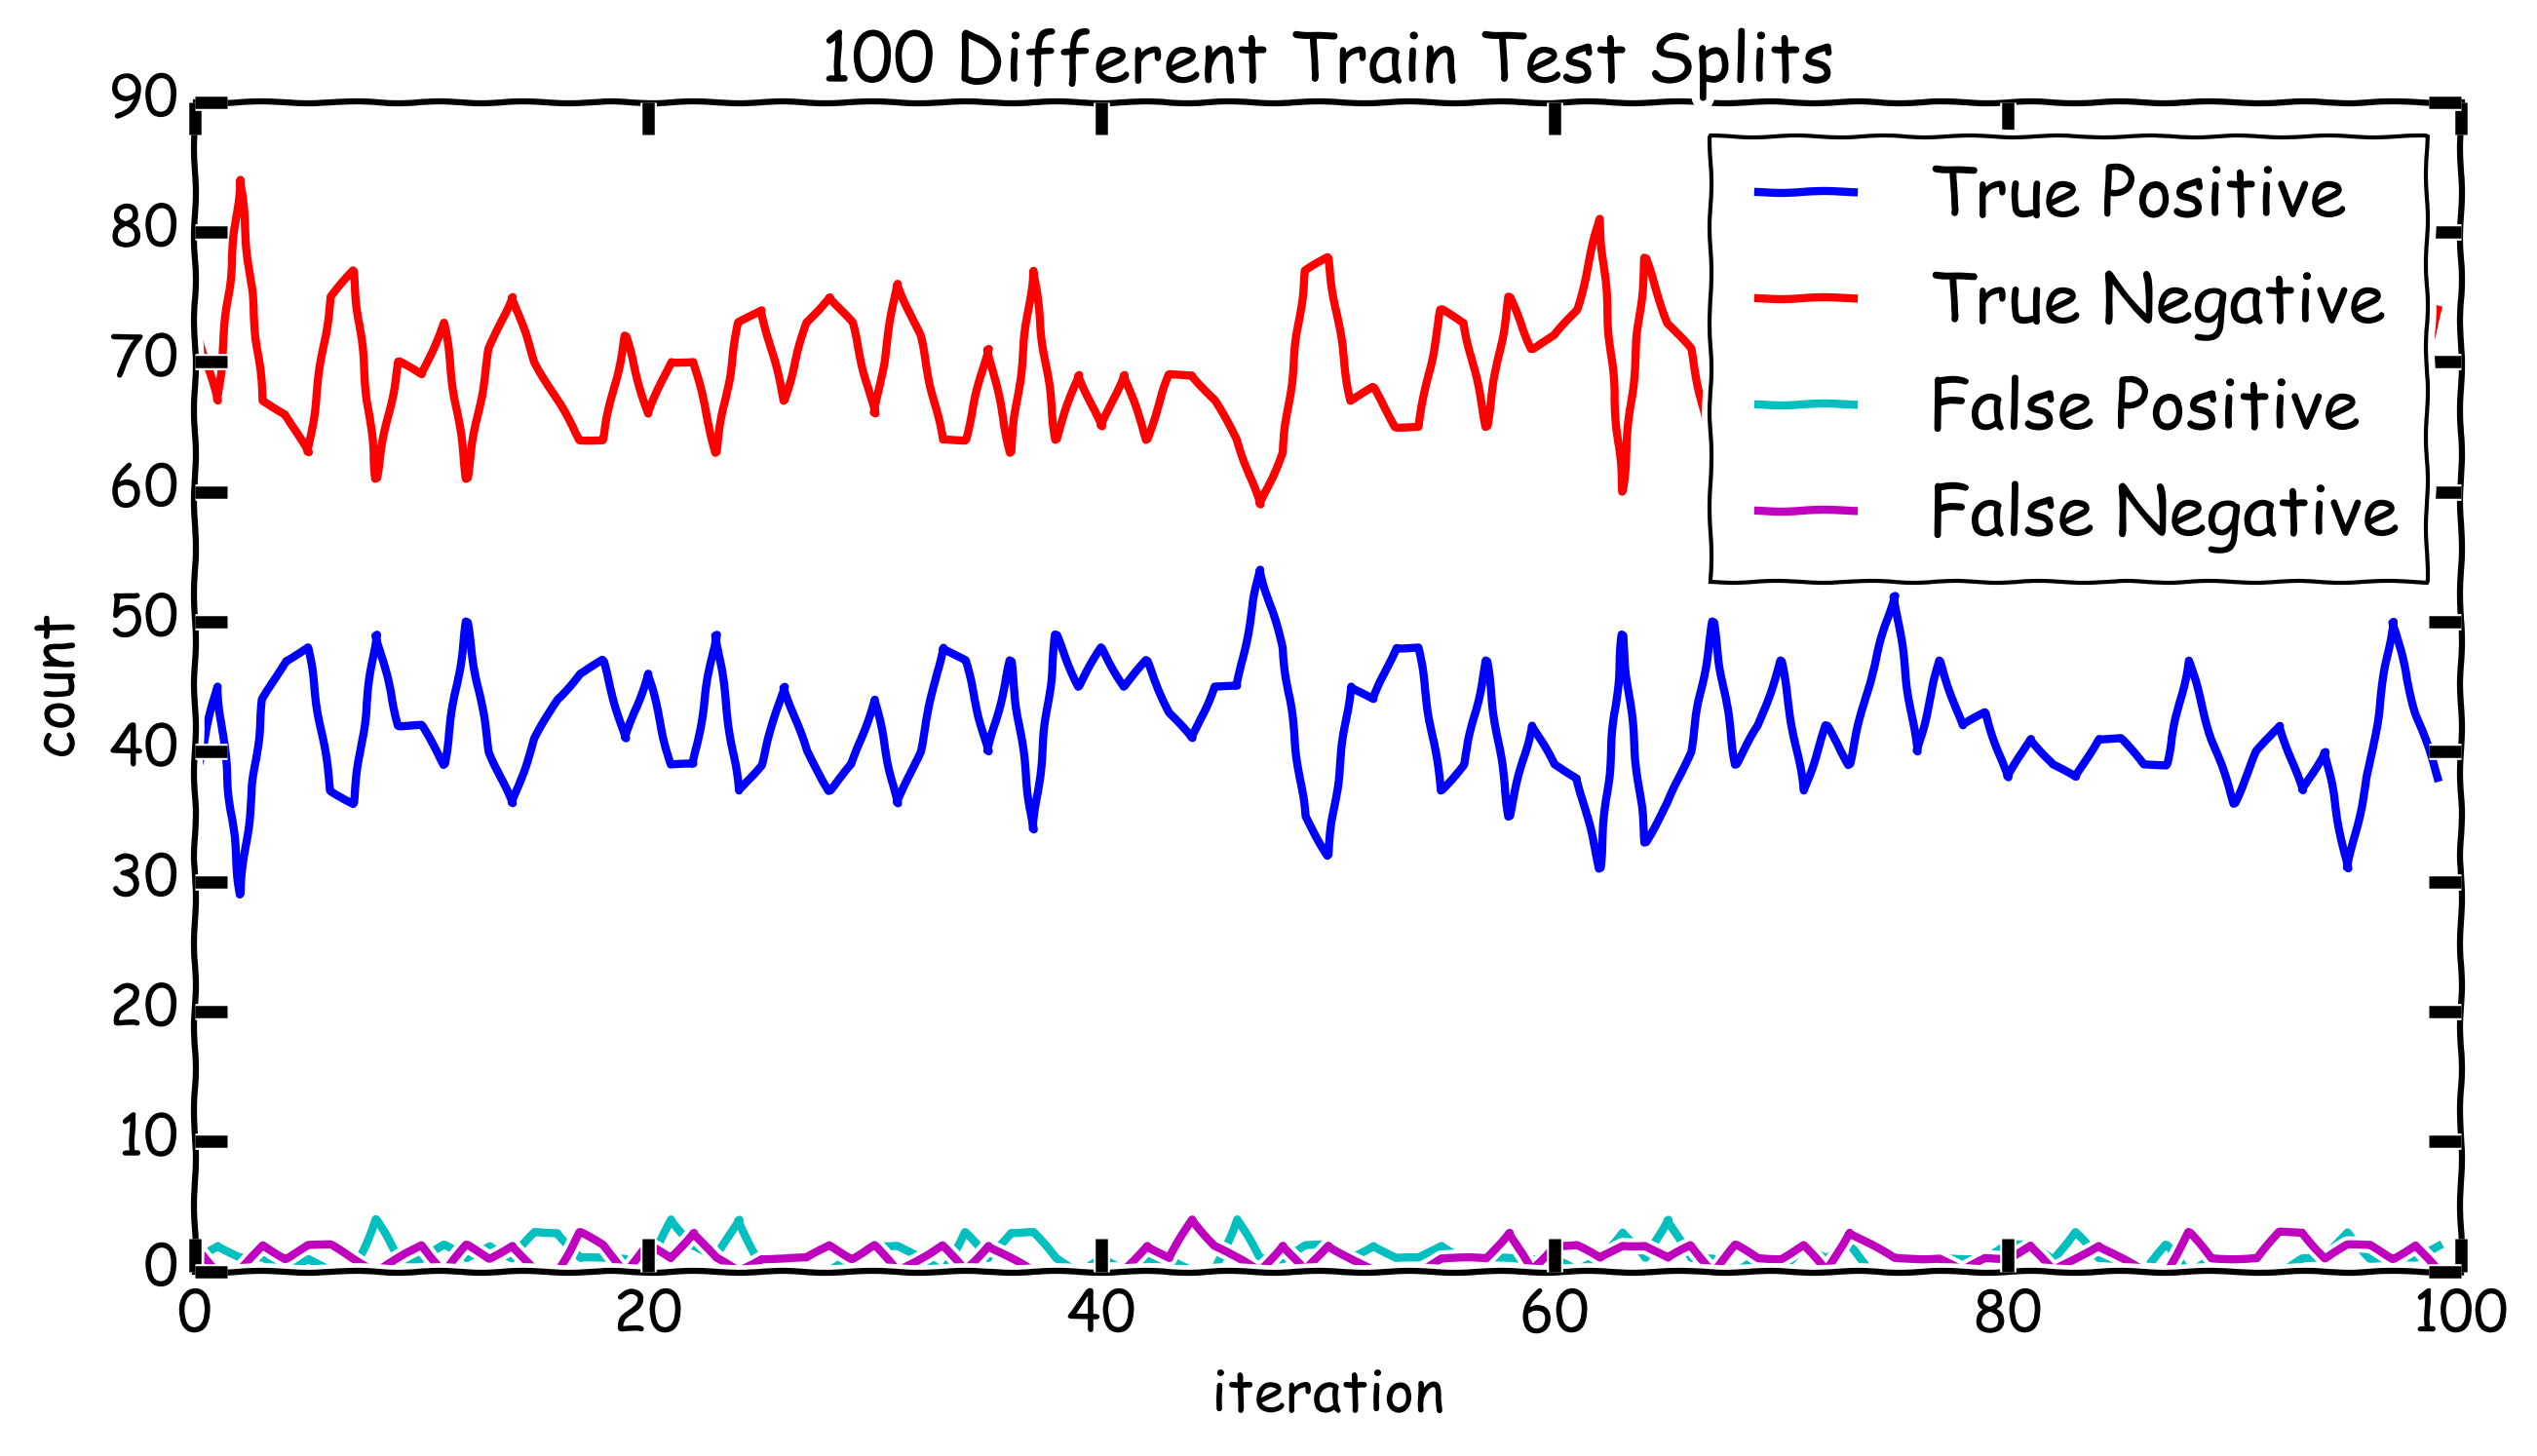 100 Different Train Test Splits
90
80
70
60
50
40
30
20
10
0
count
True Positive
True Negative
False Positive
False Negative
0 20 40 60 80 100
iteration